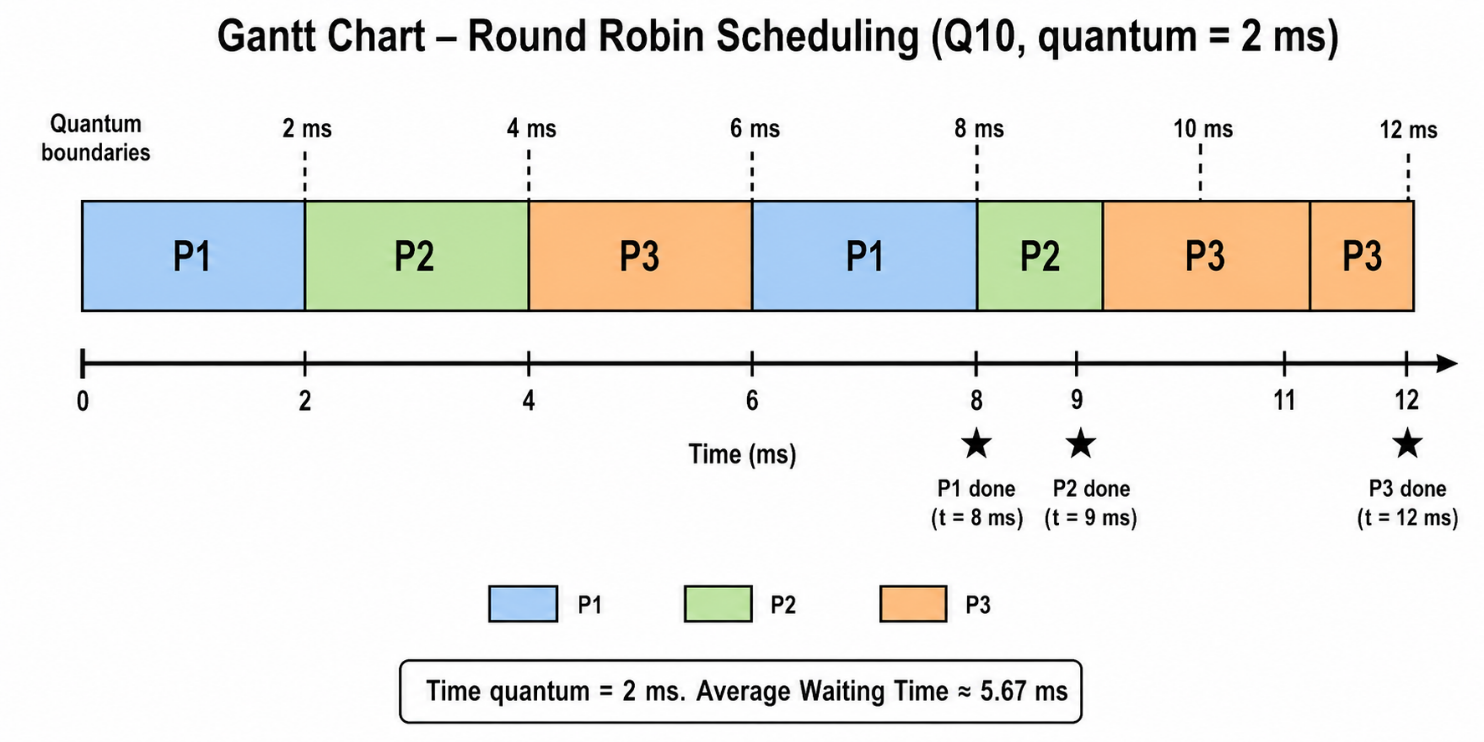 Gantt Chart – Round Robin Scheduling (Q10, quantum = 2 ms)
Quantum
boundaries
2 ms
4 ms
6 ms
8 ms
10 ms
12 ms
P1
P2
P3
P1
P2
P3
P3
0
2
4
6
8
9
11
12
Time (ms)
P1 done
(t = 8 ms)
P2 done
(t = 9 ms)
P3 done
(t = 12 ms)
P1
P2
P3
Time quantum = 2 ms. Average Waiting Time ≈ 5.67 ms